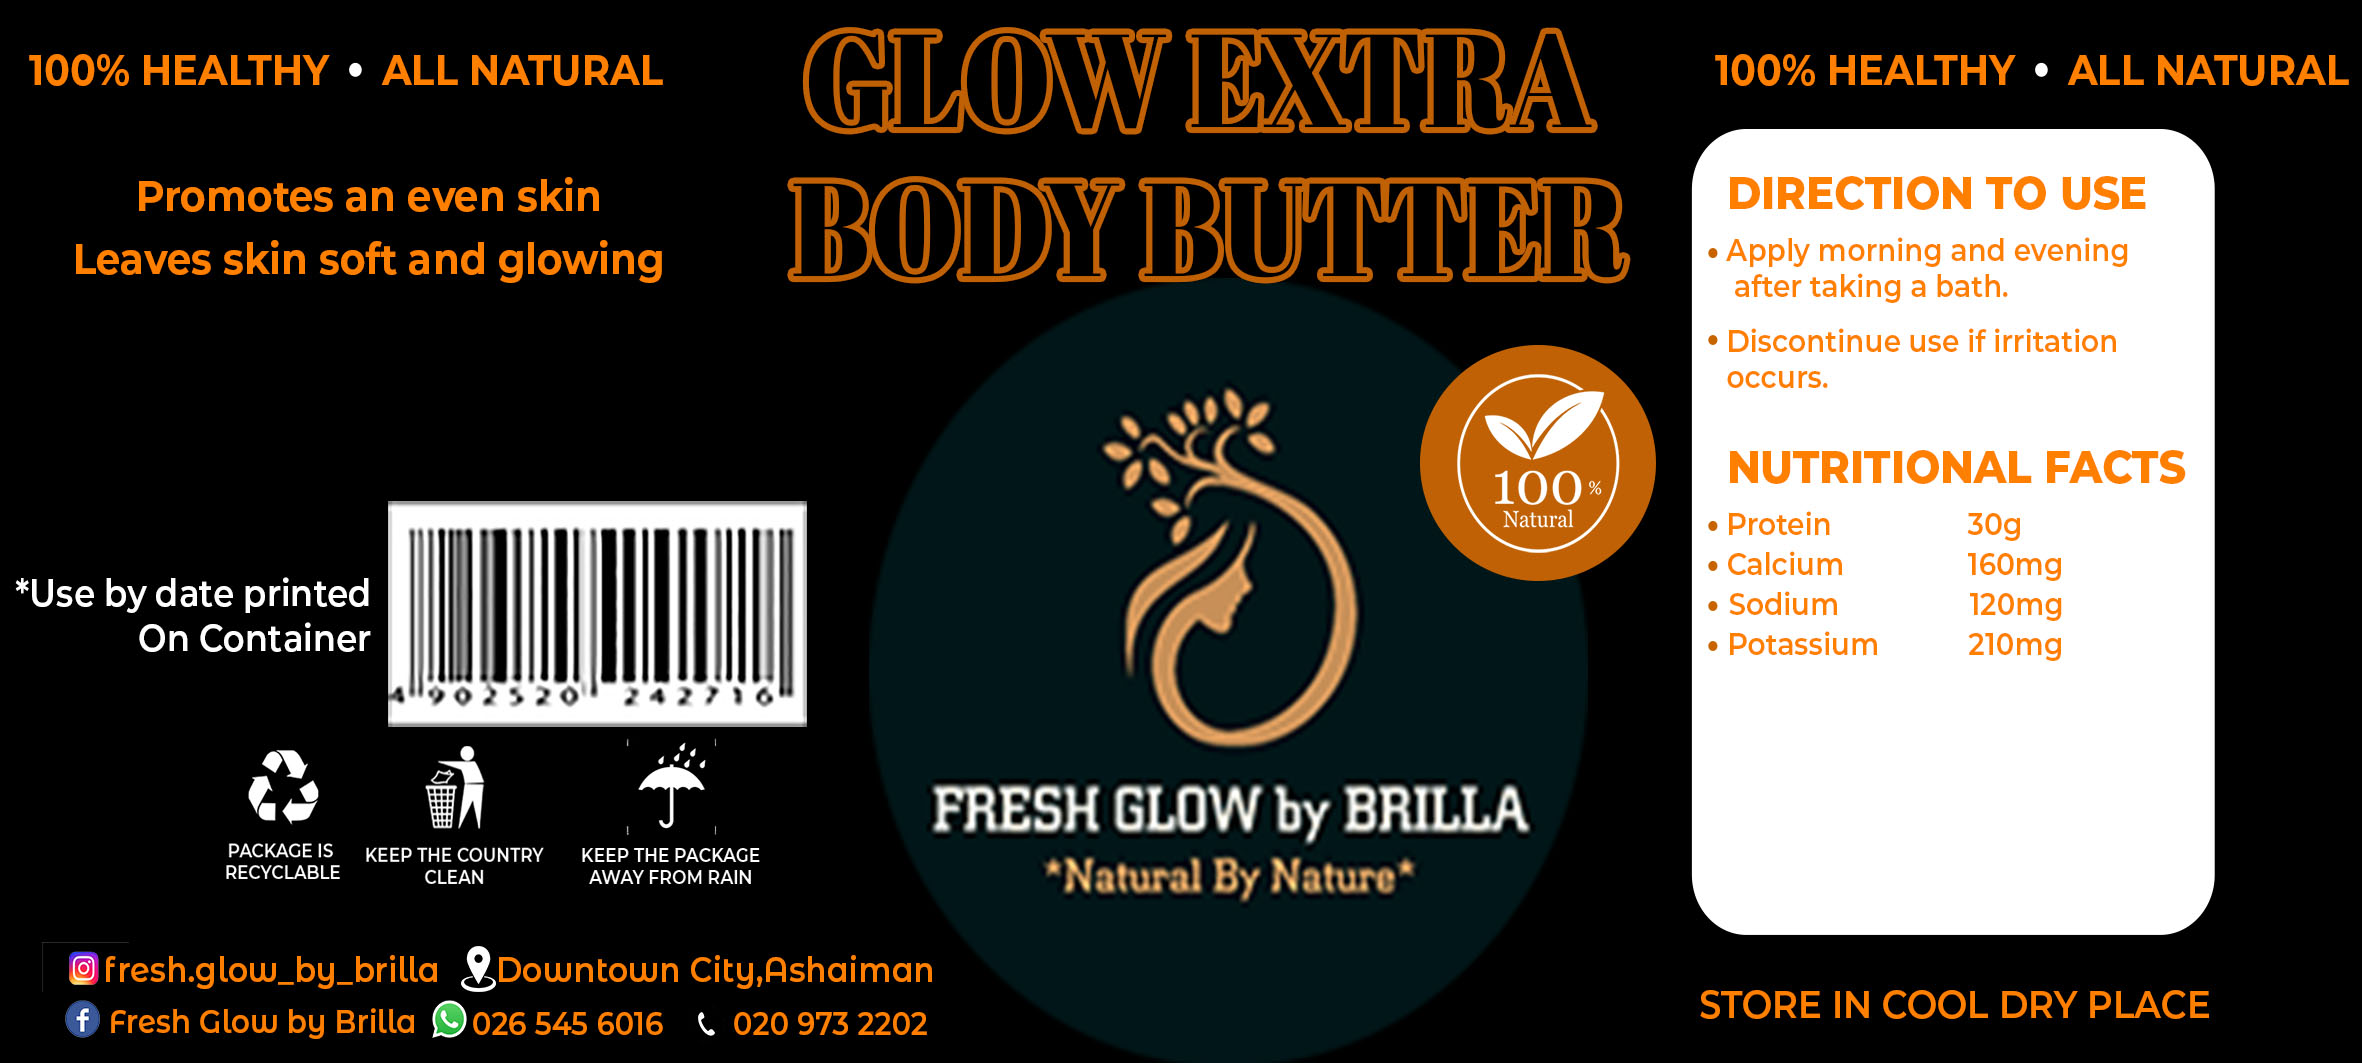 100% HEALTHY • ALL NATURAL
Promotes an even skin
Leaves skin soft and glowing
*Use by date printed
On Container
4 902520 242716
PACKAGE IS
RECYCLABLE
KEEP THE COUNTRY
CLEAN
KEEP THE PACKAGE
AWAY FROM RAIN
fresh.glow_by_brilla
Downtown City,Ashaiman
Fresh Glow by Brilla
026 545 6016
020 973 2202
GLOW EXTRA
BODY BUTTER
100%
Natural
FRESH GLOW by BRILLA
*Natural By Nature*
100% HEALTHY • ALL NATURAL
DIRECTION TO USE
• Apply morning and evening
after taking a bath.
• Discontinue use if irritation
occurs.
NUTRITIONAL FACTS
• Protein 30g
• Calcium 160mg
• Sodium 120mg
• Potassium 210mg
STORE IN COOL DRY PLACE